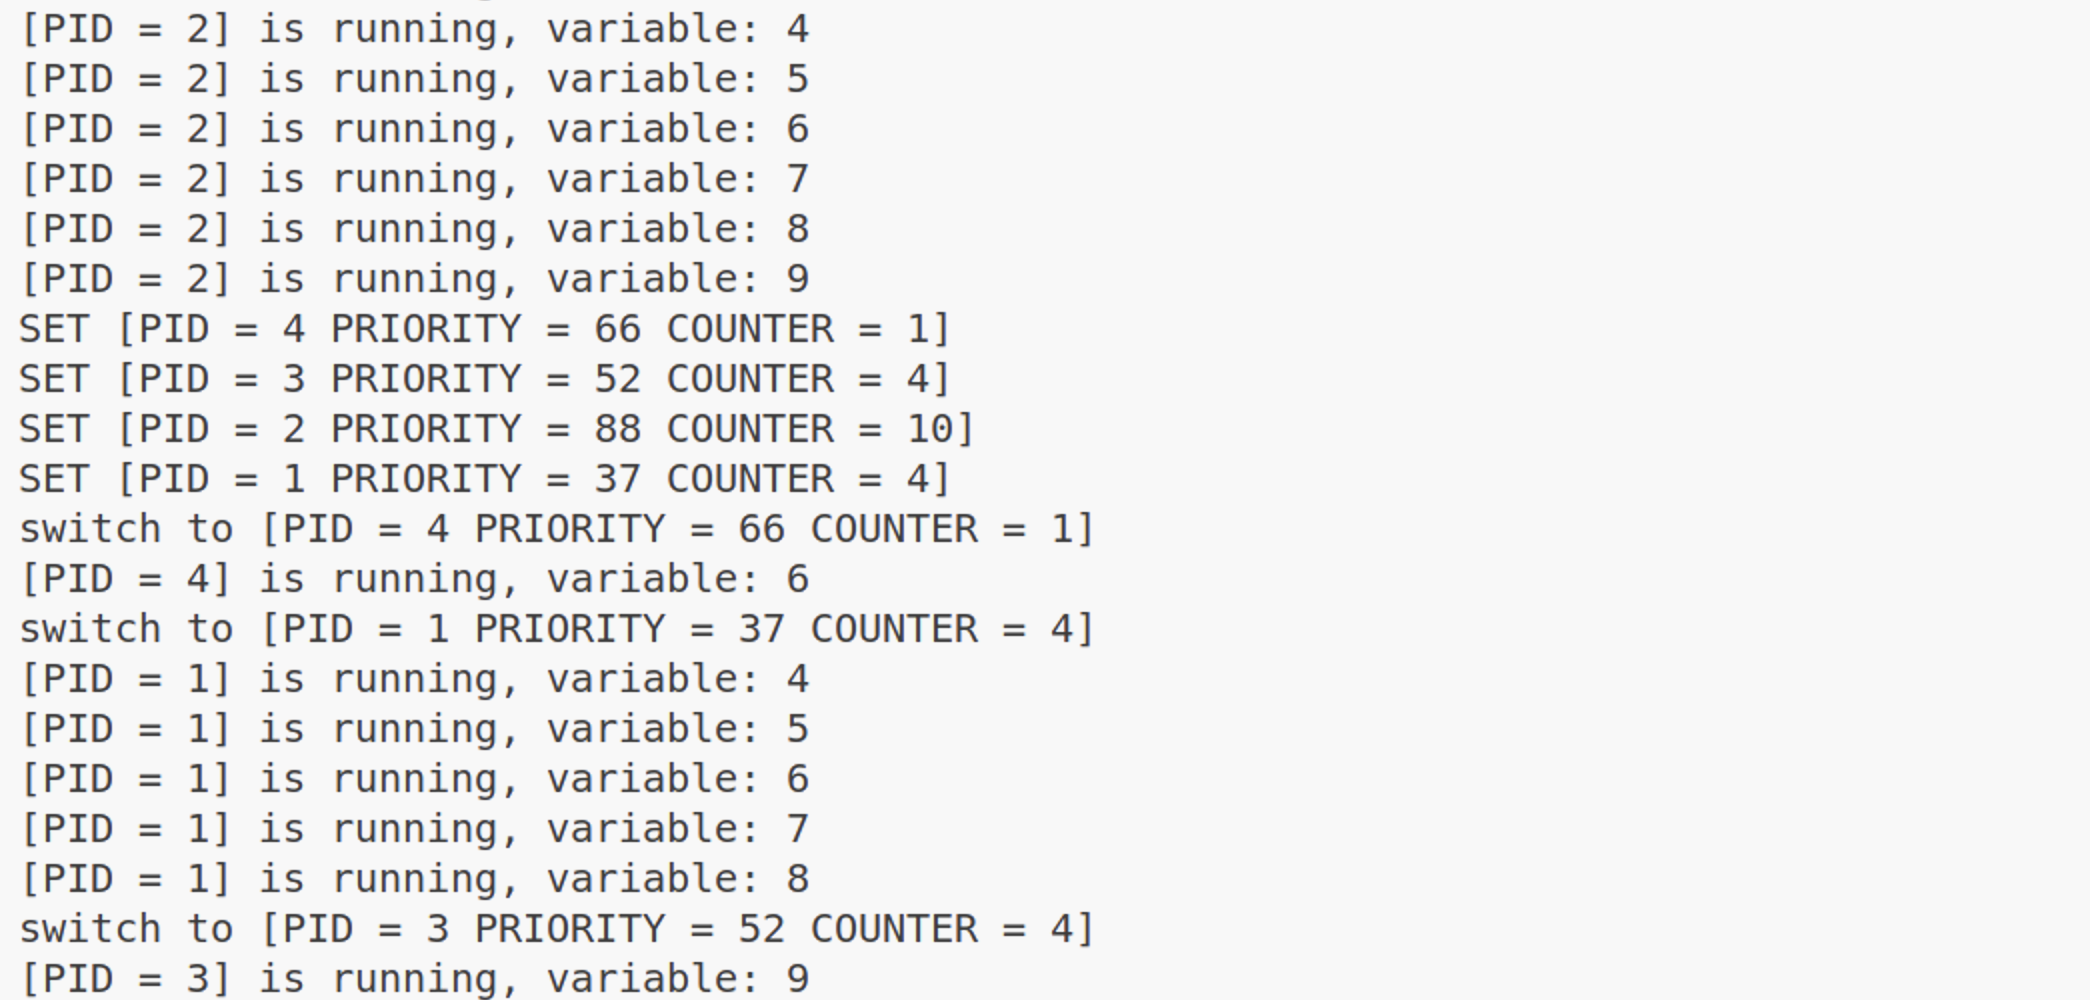 [PID = 2] is running, variable: 4
[PID = 2] is running, variable: 5
[PID = 2] is running, variable: 6
[PID = 2] is running, variable: 7
[PID = 2] is running, variable: 8
[PID = 2] is running, variable: 9
SET [PID = 4 PRIORITY = 66 COUNTER = 1]
SET [PID = 3 PRIORITY = 52 COUNTER = 4]
SET [PID = 2 PRIORITY = 88 COUNTER = 10]
SET [PID = 1 PRIORITY = 37 COUNTER = 4]
switch to [PID = 4 PRIORITY = 66 COUNTER = 1]
[PID = 4] is running, variable: 6
switch to [PID = 1 PRIORITY = 37 COUNTER = 4]
[PID = 1] is running, variable: 4
[PID = 1] is running, variable: 5
[PID = 1] is running, variable: 6
[PID = 1] is running, variable: 7
[PID = 1] is running, variable: 8
switch to [PID = 3 PRIORITY = 52 COUNTER = 4]
[PID = 3] is running, variable: 9